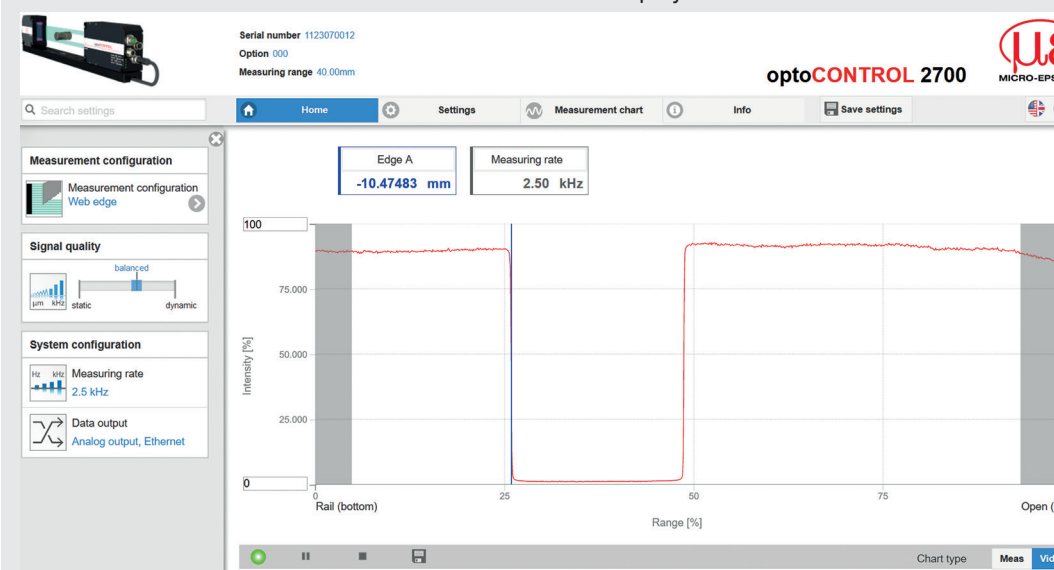 Serial number 1123070012
Option 000
Measuring range 40.00mm
optoCONTROL 2700
MICRO-EPS
Search settings
Home
Settings
Measurement chart
Info
Save settings
Measurement configuration
Measurement configuration
Web edge
Signal quality
balanced
µm kHz
static
dynamic
System configuration
Hz kHz
Measuring rate
2.5 kHz
Data output
Analog output, Ethernet
Edge A
-10.47483 mm
Measuring rate
2.50 kHz
100
75.000
50.000
25.000
0
Intensity [%]
0
25
50
75
Rail (bottom)
Open (
Range [%]
Chart type
Meas
Vid